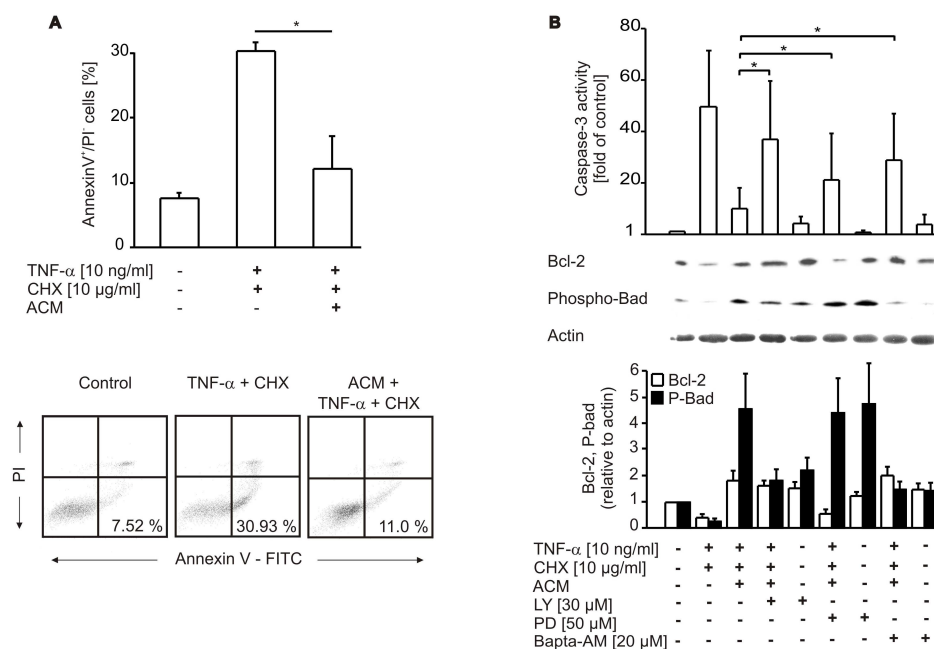 A
*
AnnexinV⁺/PI⁻ cells [%]
30
20
10
0
TNF-α [10 ng/ml] - + +
CHX [10 µg/ml] - + +
ACM - - +
Control
TNF-α + CHX
ACM +
TNF-α + CHX
PI
7.52 %
30.93 %
11.0 %
Annexin V - FITC
B
*
*
*
Caspase-3 activity
[fold of control]
80
60
40
20
1
Bcl-2
Phospho-Bad
Actin
Bcl-2
P-Bad
Bcl-2, P-bad
(relative to actin)
6
5
4
2
1
0
TNF-α [10 ng/ml] - + + + - + - + -
CHX [10 µg/ml] - + + + - + - + -
ACM - - + + - + - + -
LY [30 µM] - - - + + - - - -
PD [50 µM] - - - - - + + - -
Bapta-AM [20 µM] - - - - - - - + +